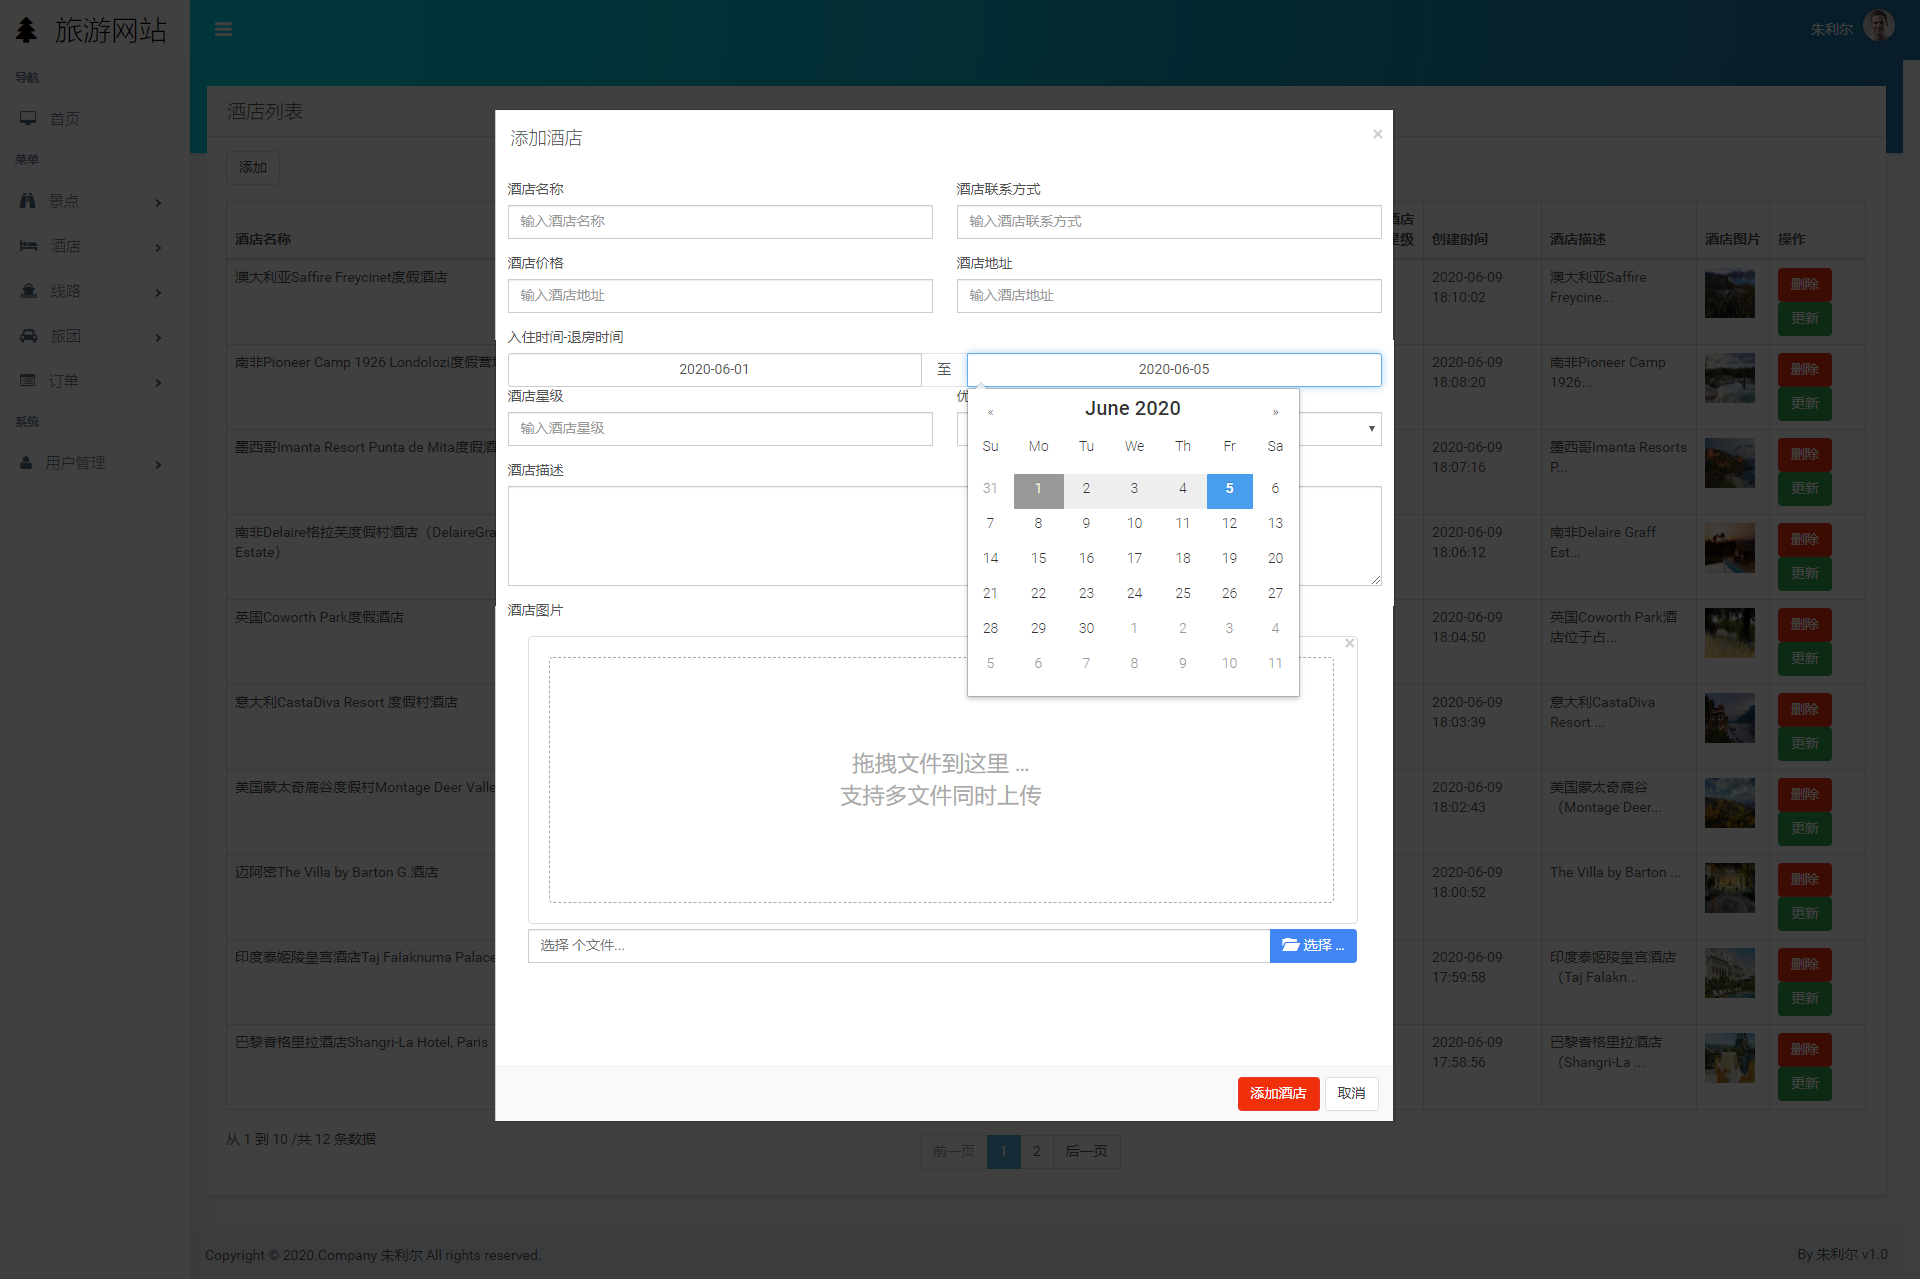 旅游网站
朱利尔
导航
首页
菜单
景点
酒店
线路
旅团
订单
系统
用户管理
酒店列表
添加
酒店名称
酒店
星级
创建时间
酒店描述
酒店图片
操作
澳大利亚Saffire Freycinet度假酒店
2020-06-09
18:10:02
澳大利亚Saffire
Freycine...
删除
更新
南非Pioneer Camp 1926 Londolozi度假营
2020-06-09
18:08:20
南非Pioneer Camp
1926...
删除
更新
墨西哥Imanta Resort Punta de Mita度假酒
2020-06-09
18:07:16
墨西哥Imanta Resorts
P...
删除
更新
南非Delaire格拉芙度假村酒店（DelaireGra
Estate）
2020-06-09
18:06:12
南非Delaire Graff
Est...
删除
更新
英国Coworth Park度假酒店
2020-06-09
18:04:50
英国Coworth Park酒
店位于占...
删除
更新
意大利CastaDiva Resort 度假村酒店
2020-06-09
18:03:39
意大利CastaDiva
Resort ...
删除
更新
美国蒙太奇鹿谷度假村Montage Deer Valle
2020-06-09
18:02:43
美国蒙太奇鹿谷
（Montage Deer...
删除
更新
迈阿密The Villa by Barton G.酒店
2020-06-09
18:00:52
The Villa by Barton ...
删除
更新
印度泰姬陵皇宫酒店Taj Falaknuma Palace
2020-06-09
17:59:58
印度泰姬陵皇宫酒店
（Taj Falakn...
删除
更新
巴黎香格里拉酒店Shangri-La Hotel, Paris
2020-06-09
17:58:56
巴黎香格里拉酒店
（Shangri-La ...
删除
更新
从 1 到 10 /共 12 条数据
前一页 1 2 后一页
Copyright © 2020.Company 朱利尔 All rights reserved.
By 朱利尔 v1.0
添加酒店
×
酒店名称
输入酒店名称
酒店联系方式
输入酒店联系方式
酒店价格
输入酒店地址
酒店地址
输入酒店地址
入住时间-退房时间
2020-06-01 至 2020-06-05
酒店星级
输入酒店星级
优
« June 2020 »
Su Mo Tu We Th Fr Sa
31 1 2 3 4 5 6
7 8 9 10 11 12 13
14 15 16 17 18 19 20
21 22 23 24 25 26 27
28 29 30 1 2 3 4
5 6 7 8 9 10 11
酒店描述
酒店图片
×
拖拽文件到这里 ...
支持多文件同时上传
选择 个文件...
选择 ...
添加酒店 取消